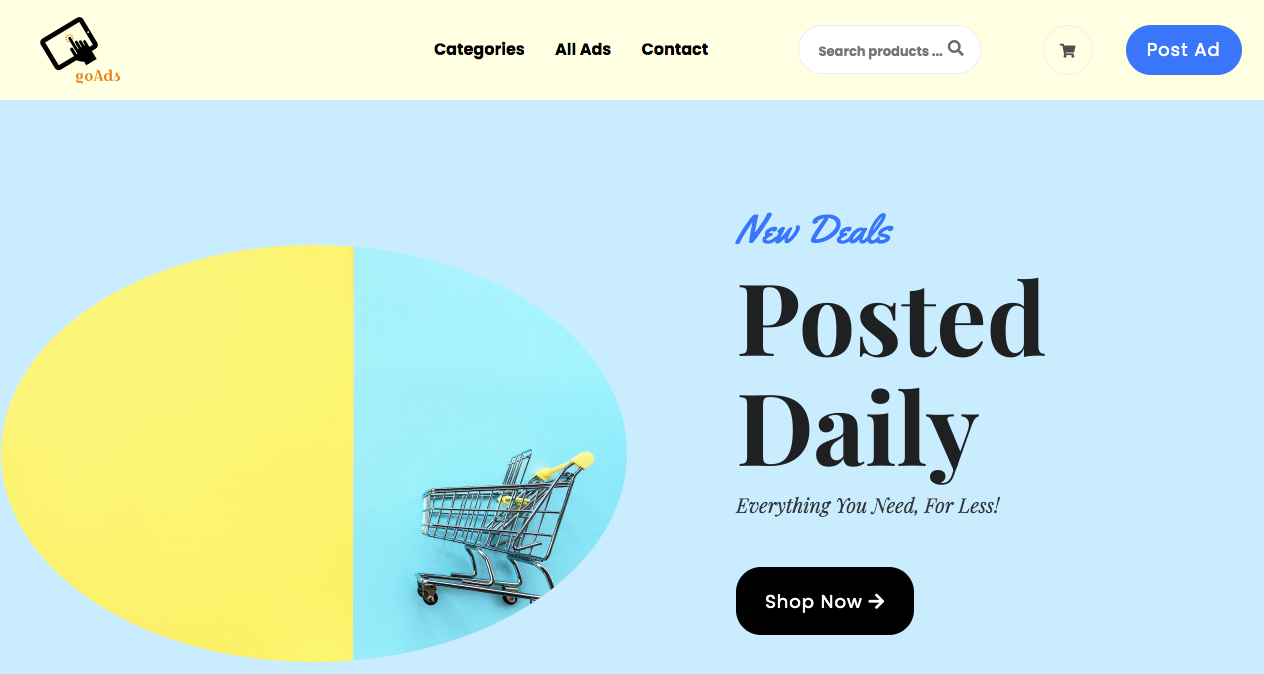 goAds
Categories All Ads Contact
Search products ...
Post Ad
New Deals
Posted
Daily
Everything You Need, For Less!
Shop Now